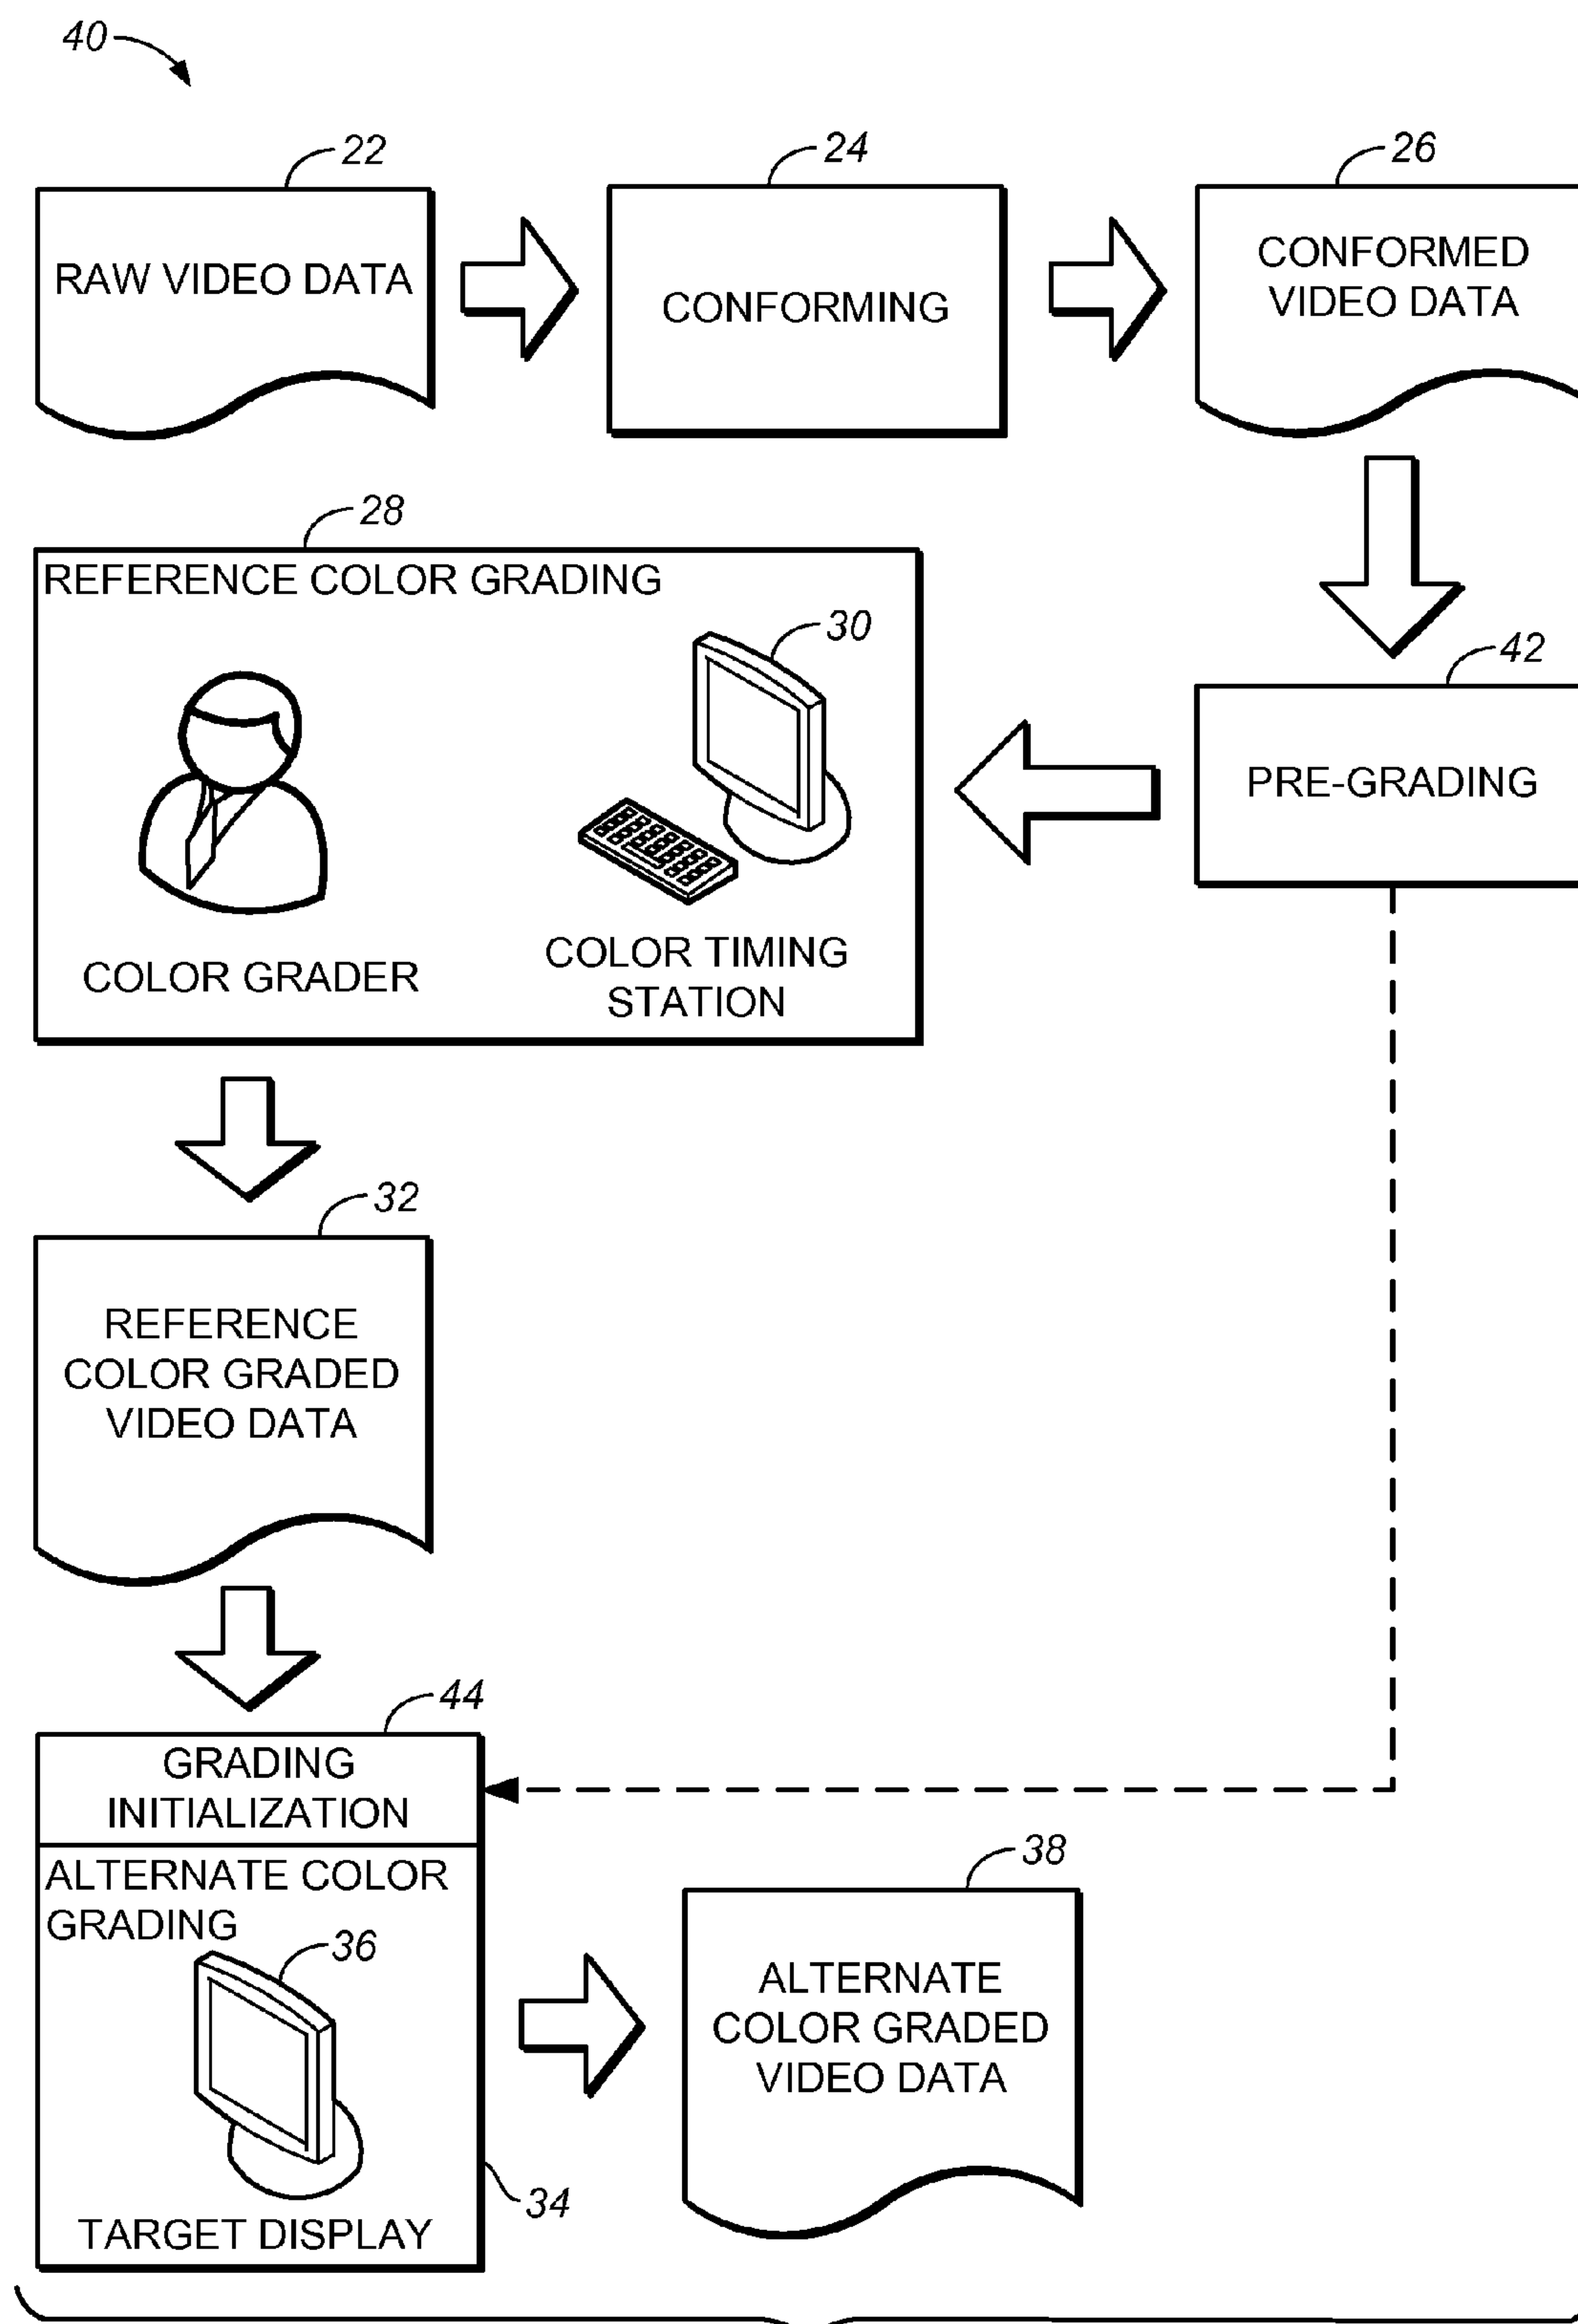 40
22
24
26
RAW VIDEO DATA
CONFORMING
CONFORMED
VIDEO DATA
28
REFERENCE COLOR GRADING
30
42
PRE-GRADING
COLOR GRADER
COLOR TIMING
STATION
32
REFERENCE
COLOR GRADED
VIDEO DATA
44
GRADING
INITIALIZATION
ALTERNATE COLOR
GRADING
36
TARGET DISPLAY
34
38
ALTERNATE
COLOR GRADED
VIDEO DATA